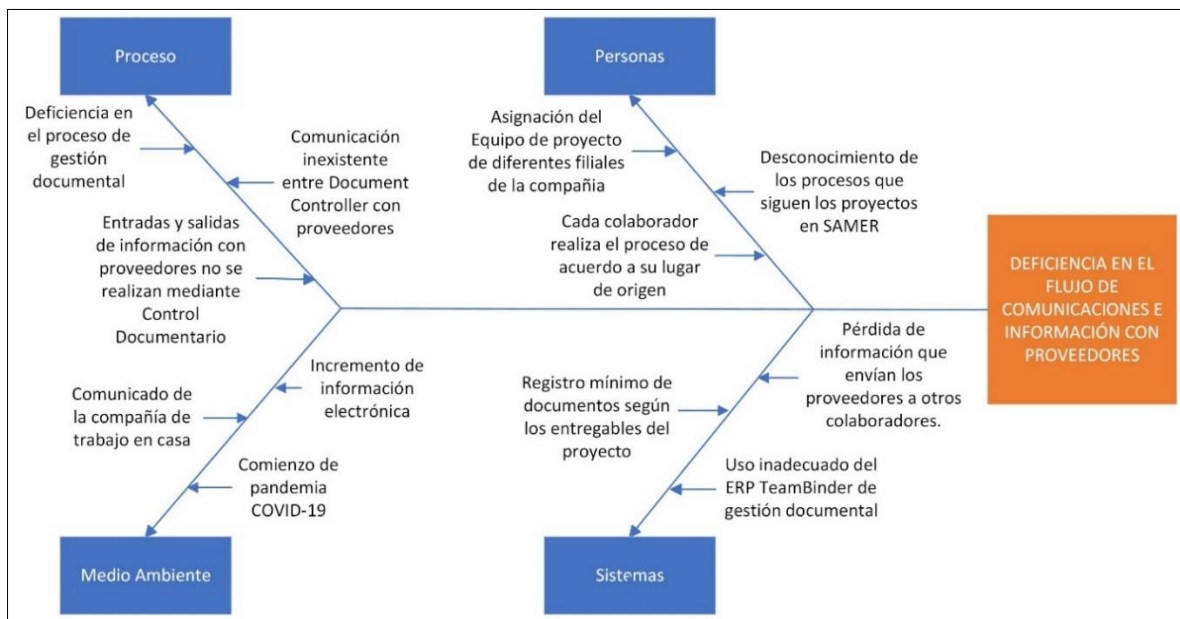 Proceso
Personas
Deficiencia en
el proceso de
gestión
documental
Comunicación
inexistente
entre Document
Controller con
proveedores
Entradas y salidas
de información con
proveedores no se
realizan mediante
Control
Documentario
Asignación del
Equipo de proyecto
de diferentes filiales
de la compañia
Desconocimiento de
los procesos que
siguen los proyectos
en SAMER
Cada colaborador
realiza el proceso de
acuerdo a su lugar
de origen
DEFICIENCIA EN EL
FLUJO DE
COMUNICACIONES E
INFORMACIÓN CON
PROVEEDORES
Incremento de
información
electrónica
Comunicado de
la compañía de
trabajo en casa
Comienzo de
pandemia
COVID-19
Pérdida de
información que
envían los
proveedores a otros
colaboradores.
Registro mínimo de
documentos según
los entregables del
proyecto
Uso inadecuado del
ERP TeamBinder de
gestión documental
Medio Ambiente
Sistemas